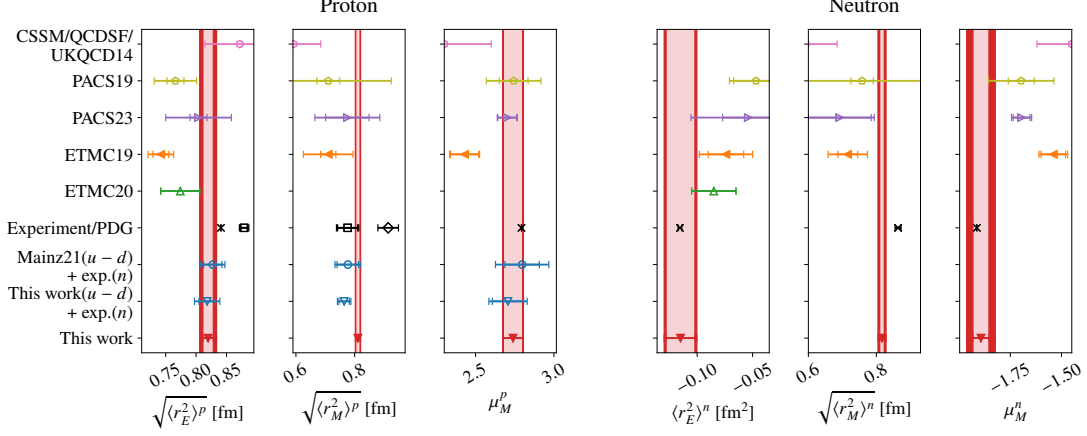 Proton
Neutron
CSSM/QCDSF/
UKQCD14
PACS19
PACS23
ETMC19
ETMC20
Experiment/PDG
Mainz21(u − d)
+ exp.(n)
This work(u − d)
+ exp.(n)
This work
0.75 0.80 0.85
√⟨r_E^2⟩^p [fm]
0.6 0.8
√⟨r_M^2⟩^p [fm]
2.5 3.0
μ_M^p
−0.10 −0.05
⟨r_E^2⟩^n [fm²]
0.6 0.8
√⟨r_M^2⟩^n [fm]
−1.75 −1.50
μ_M^n